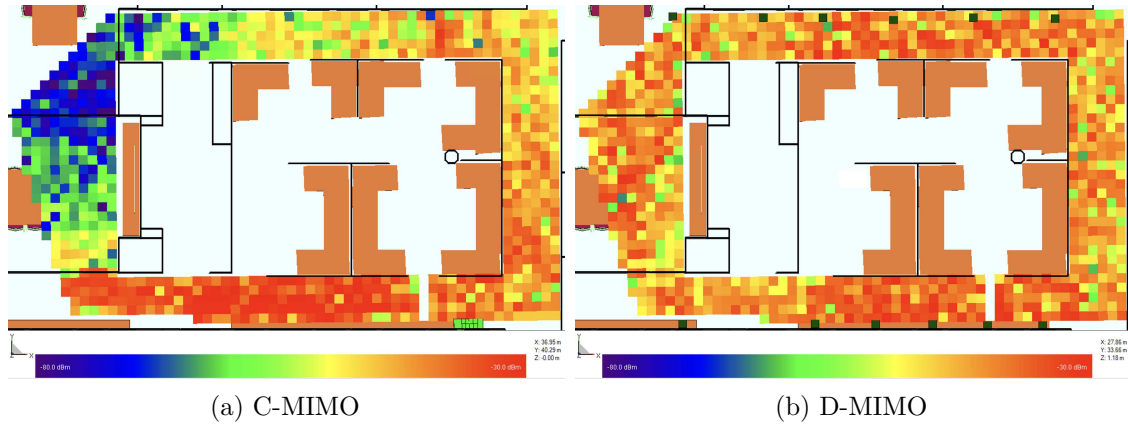 X: 36.95 m
Y: 40.29 m
Z: -0.00 m
Z
X
-80.0 dBm
-30.0 dBm
X: 27.86 m
Y: 33.66 m
Z: 1.18 m
Z
X
-80.0 dBm
-30.0 dBm
(a) C-MIMO
(b) D-MIMO